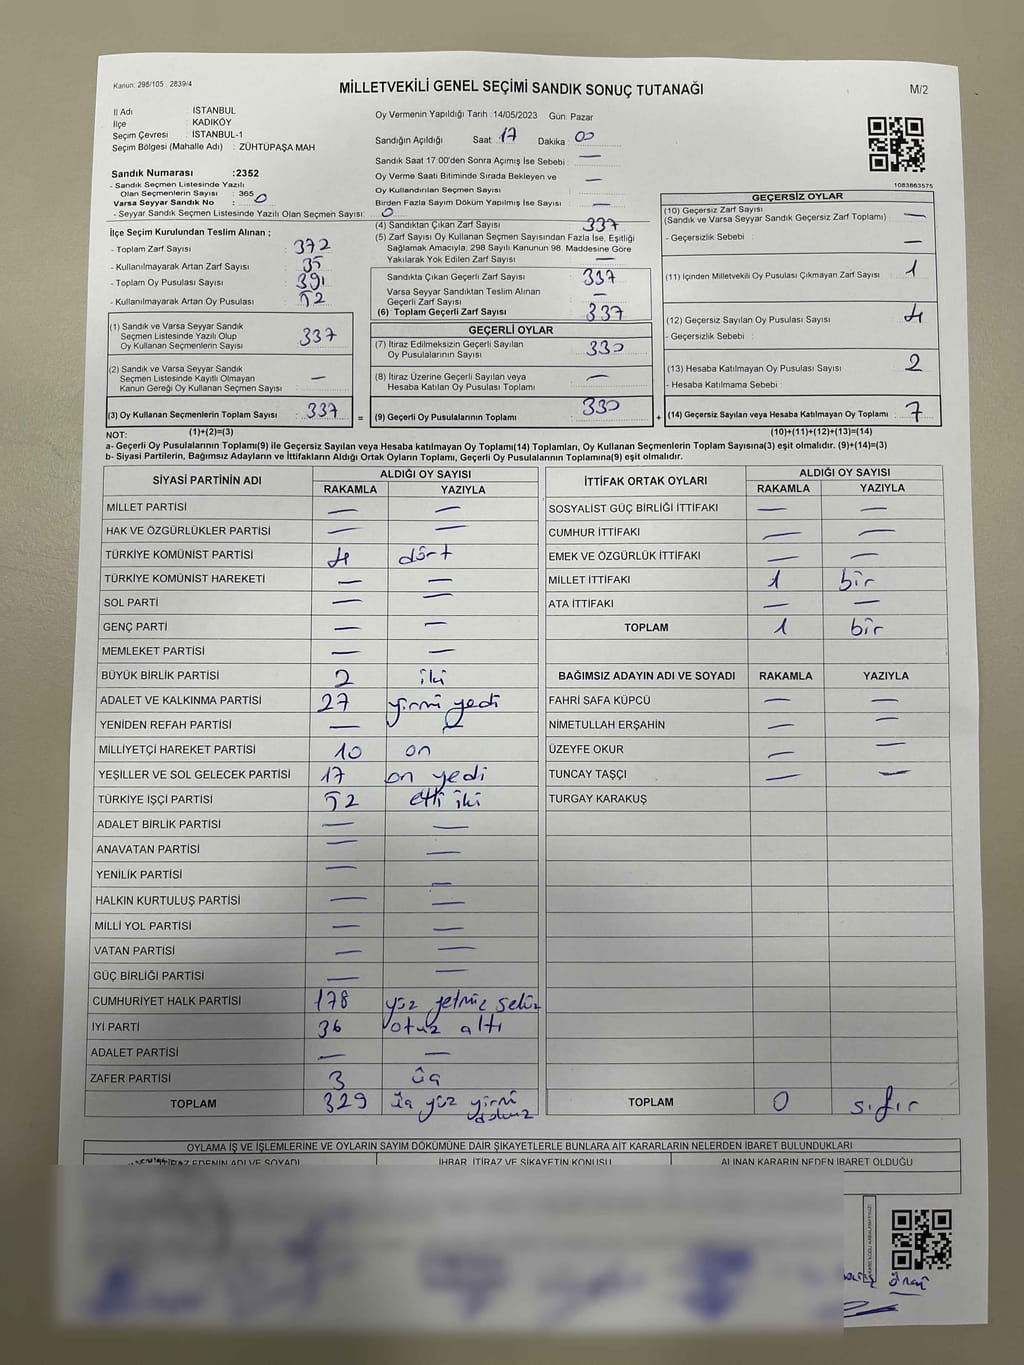 Kanun: 298/105 : 2839/4
MİLLETVEKİLİ GENEL SEÇİMİ SANDIK SONUÇ TUTANAĞI
M/2
İl Adı : İSTANBUL
İlçe : KADIKÖY
Seçim Çevresi : İSTANBUL-1
Seçim Bölgesi (Mahalle Adı) : ZÜHTÜPAŞA MAH.
Oy Vermenin Yapıldığı Tarih :14/05/2023 Gün: Pazar
Sandığın Açıldığı Saat : 17 Dakika : 00
Sandık Saat 17:00'den Sonra Açımış İse Sebebi : —
Oy Verme Saati Bitiminde Sırada Bekleyen ve
Oy Kullandırılan Seçmen Sayısı : —
Birden Fazla Sayım Döküm Yapılmış İse Sayısı : —
Sandık Numarası :2352
- Sandık Seçmen Listesinde Yazılı
Olan Seçmenlerin Sayısı : 365
Varsa Seyyar Sandık No : 0
- Seyyar Sandık Seçmen Listesinde Yazılı Olan Seçmen Sayısı: 0
İlçe Seçim Kurulundan Teslim Alınan ;
- Toplam Zarf Sayısı : 372
- Kullanılmayarak Artan Zarf Sayısı : 35
- Toplam Oy Pusulası Sayısı : 391
- Kullanılmayarak Artan Oy Pusulası : 52
(1) Sandık ve Varsa Seyyar Sandık
Seçmen Listesinde Yazılı Olup
Oy Kullanan Seçmenlerin Sayısı : 337
(2) Sandık ve Varsa Seyyar Sandık
Seçmen Listesinde Kayıtlı Olmayan
Kanun Gereği Oy Kullanan Seçmen Sayısı : —
(3) Oy Kullanan Seçmenlerin Toplam Sayısı : 337
(4) Sandıktan Çıkan Zarf Sayısı : 337
(5) Zarf Sayısı Oy Kullanan Seçmen Sayısından Fazla İse, Eşitliği
Sağlamak Amacıyla, 298 Sayılı Kanunun 98. Maddesine Göre
Yakılarak Yok Edilen Zarf Sayısı : —
Sandıkta Çıkan Geçerli Zarf Sayısı : 337
Varsa Seyyar Sandıktan Teslim Alınan
Geçerli Zarf Sayısı : —
(6) Toplam Geçerli Zarf Sayısı : 337
GEÇERLİ OYLAR
(7) İtiraz Edilmeksizin Geçerli Sayılan
Oy Pusulalarının Sayısı : 330
(8) İtiraz Üzerine Geçerli Sayılan veya
Hesaba Katılan Oy Pusulası Toplamı : —
= (9) Geçerli Oy Pusulalarının Toplamı : 330
1083863575
GEÇERSİZ OYLAR
(10) Geçersiz Zarf Sayısı
(Sandık ve Varsa Seyyar Sandık Geçersiz Zarf Toplamı) : —
- Geçersizlik Sebebi : —
(11) İçinden Milletvekili Oy Pusulası Çıkmayan Zarf Sayısı : 1
(12) Geçersiz Sayılan Oy Pusulası Sayısı : 4
- Geçersizlik Sebebi :
(13) Hesaba Katılmayan Oy Pusulası Sayısı : 2
- Hesaba Katılmama Sebebi :
+ (14) Geçersiz Sayılan veya Hesaba Katılmayan Oy Toplamı : 7
NOT: (1)+(2)=(3)
(10)+(11)+(12)+(13)=(14)
a- Geçerli Oy Pusulalarının Toplamı(9) ile Geçersiz Sayılan veya Hesaba katılmayan Oy Toplamı(14) Toplamları, Oy Kullanan Seçmenlerin Toplam Sayısına(3) eşit olmalıdır. (9)+(14)=(3)
b- Siyasi Partilerin, Bağımsız Adayların ve İttifakların Aldığı Ortak Oyların Toplamı, Geçerli Oy Pusulalarının Toplamına(9) eşit olmalıdır.
SİYASİ PARTİNİN ADI ALDIĞI OY SAYISI
RAKAMLA YAZIYLA
MİLLET PARTİSİ — —
HAK VE ÖZGÜRLÜKLER PARTİSİ — —
TÜRKİYE KOMÜNİST PARTİSİ 4 dört
TÜRKİYE KOMÜNİST HAREKETİ — —
SOL PARTİ — —
GENÇ PARTİ — —
MEMLEKET PARTİSİ — —
BÜYÜK BİRLİK PARTİSİ 2 iki
ADALET VE KALKINMA PARTİSİ 27 yirmi yedi
YENİDEN REFAH PARTİSİ — —
MİLLİYETÇİ HAREKET PARTİSİ 10 on
YEŞİLLER VE SOL GELECEK PARTİSİ 17 on yedi
TÜRKİYE İŞÇİ PARTİSİ 52 elli iki
ADALET BİRLİK PARTİSİ — —
ANAVATAN PARTİSİ — —
YENİLİK PARTİSİ — —
HALKIN KURTULUŞ PARTİSİ — —
MİLLİ YOL PARTİSİ — —
VATAN PARTİSİ — —
GÜÇ BİRLİĞİ PARTİSİ — —
CUMHURİYET HALK PARTİSİ 178 yüz yetmiş sekiz
İYİ PARTİ 36 otuz altı
ADALET PARTİSİ — —
ZAFER PARTİSİ 3 üç
TOPLAM 329 üç yüz yirmi dokuz
İTTİFAK ORTAK OYLARI ALDIĞI OY SAYISI
RAKAMLA YAZIYLA
SOSYALİST GÜÇ BİRLİĞİ İTTİFAKI — —
CUMHUR İTTİFAKI — —
EMEK VE ÖZGÜRLÜK İTTİFAKI — —
MİLLET İTTİFAKI 1 bir
ATA İTTİFAKI — —
TOPLAM 1 bir
BAĞIMSIZ ADAYIN ADI VE SOYADI RAKAMLA YAZIYLA
FAHRİ SAFA KÜPCÜ — —
NİMETULLAH ERŞAHİN — —
ÜZEYFE OKUR — —
TUNCAY TAŞÇI — —
TURGAY KARAKUŞ
TOPLAM 0 sıfır
OYLAMA İŞ VE İŞLEMLERİNE VE OYLARIN SAYIM DÖKÜMÜNE DAİR ŞİKAYETLERLE BUNLARA AİT KARARLARIN NELERDEN İBARET BULUNDUKLARI
İTİRAZ EDENİN ADI VE SOYADI İHBAR, İTİRAZ VE ŞİKAYETİN KONUSU ALINAN KARARIN NEDEN İBARET OLDUĞU